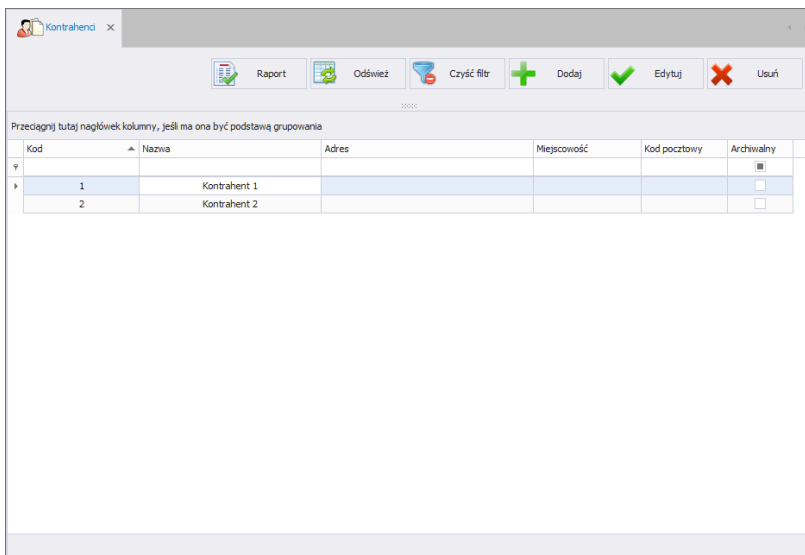 Kontrahenci
Raport Odśwież Czyść filtr Dodaj Edytuj Usuń
Przeciągnij tutaj nagłówek kolumny, jeśli ma ona być podstawą grupowania
Kod Nazwa Adres Miejscowość Kod pocztowy Archiwalny
1 Kontrahent 1
2 Kontrahent 2